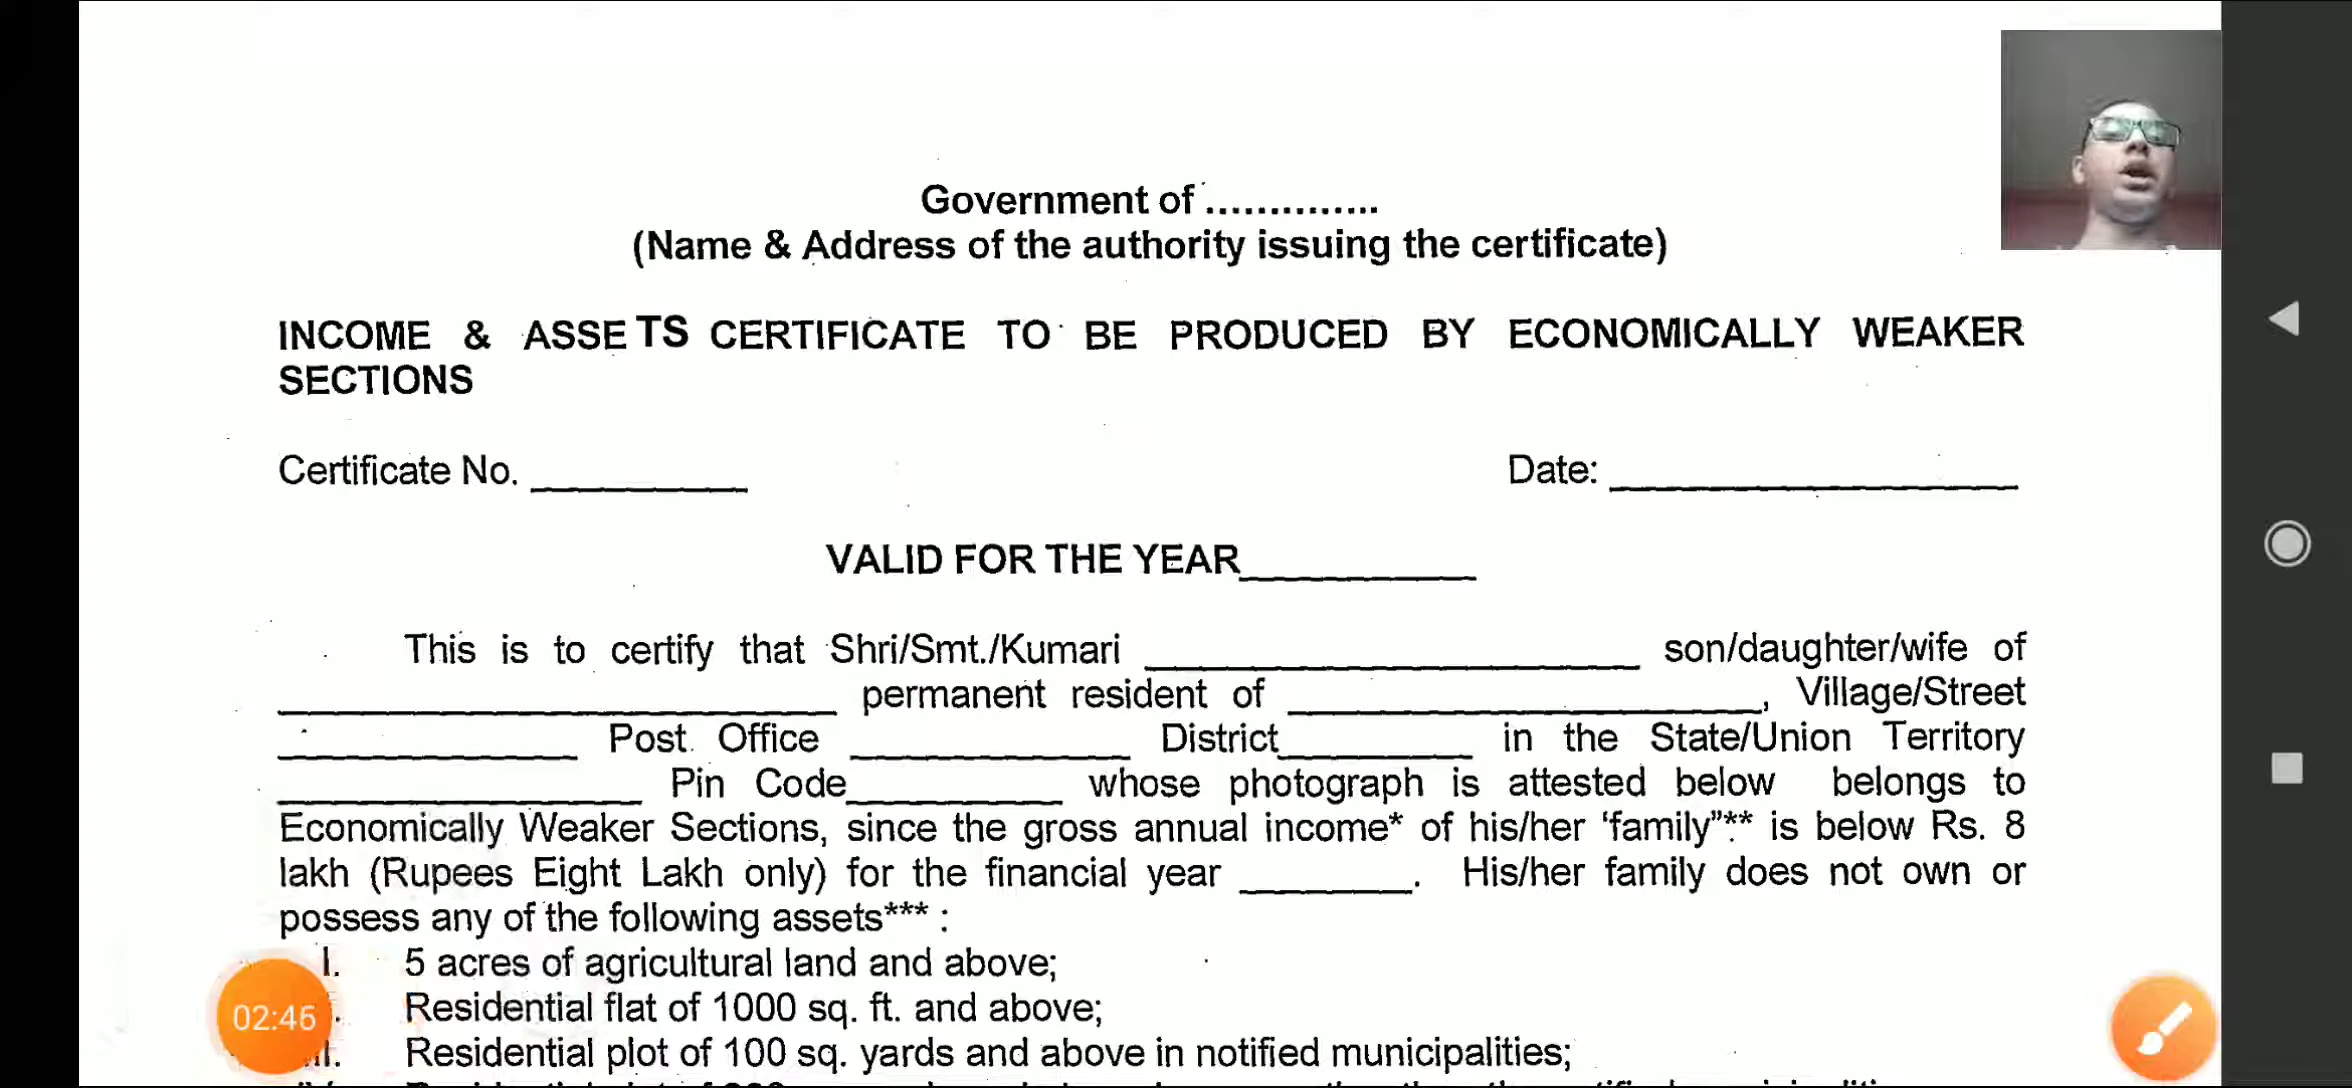 Government of ..............
(Name & Address of the authority issuing the certificate)
INCOME & ASSETS CERTIFICATE TO BE PRODUCED BY ECONOMICALLY WEAKER
SECTIONS
Certificate No. __________ Date: __________________
VALID FOR THE YEAR__________
This is to certify that Shri/Smt./Kumari ______________________ son/daughter/wife of
________________________ permanent resident of ____________________, Village/Street
_____________ Post Office ____________ District________ in the State/Union Territory
________________ Pin Code_________ whose photograph is attested below belongs to
Economically Weaker Sections, since the gross annual income* of his/her ‘family”** is below Rs. 8
lakh (Rupees Eight Lakh only) for the financial year _______. His/her family does not own or
possess any of the following assets*** :
I. 5 acres of agricultural land and above;
Residential flat of 1000 sq. ft. and above;
02:46
Residential plot of 100 sq. yards and above in notified municipalities;